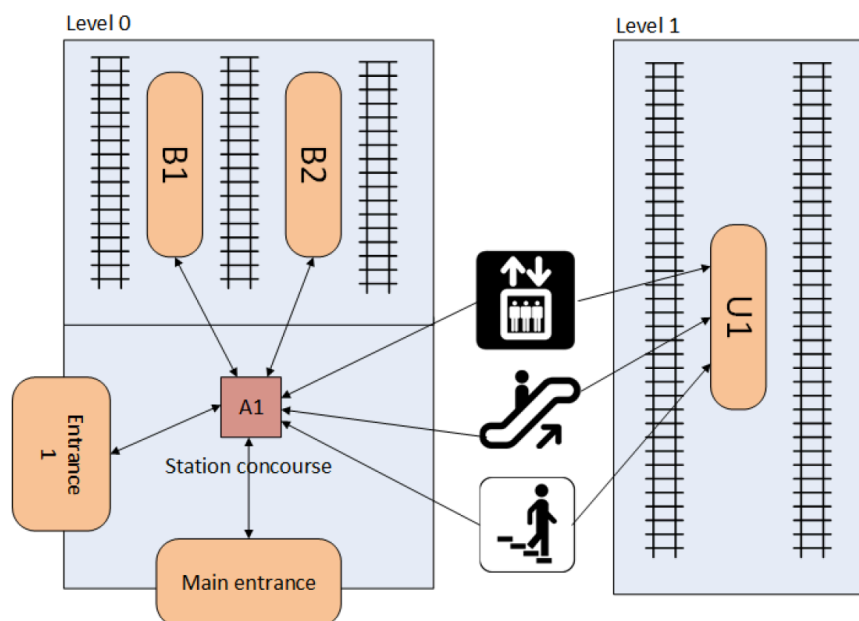 Level 0
Level 1
B1
B2
U1
A1
Entrance
1
Station concourse
Main entrance